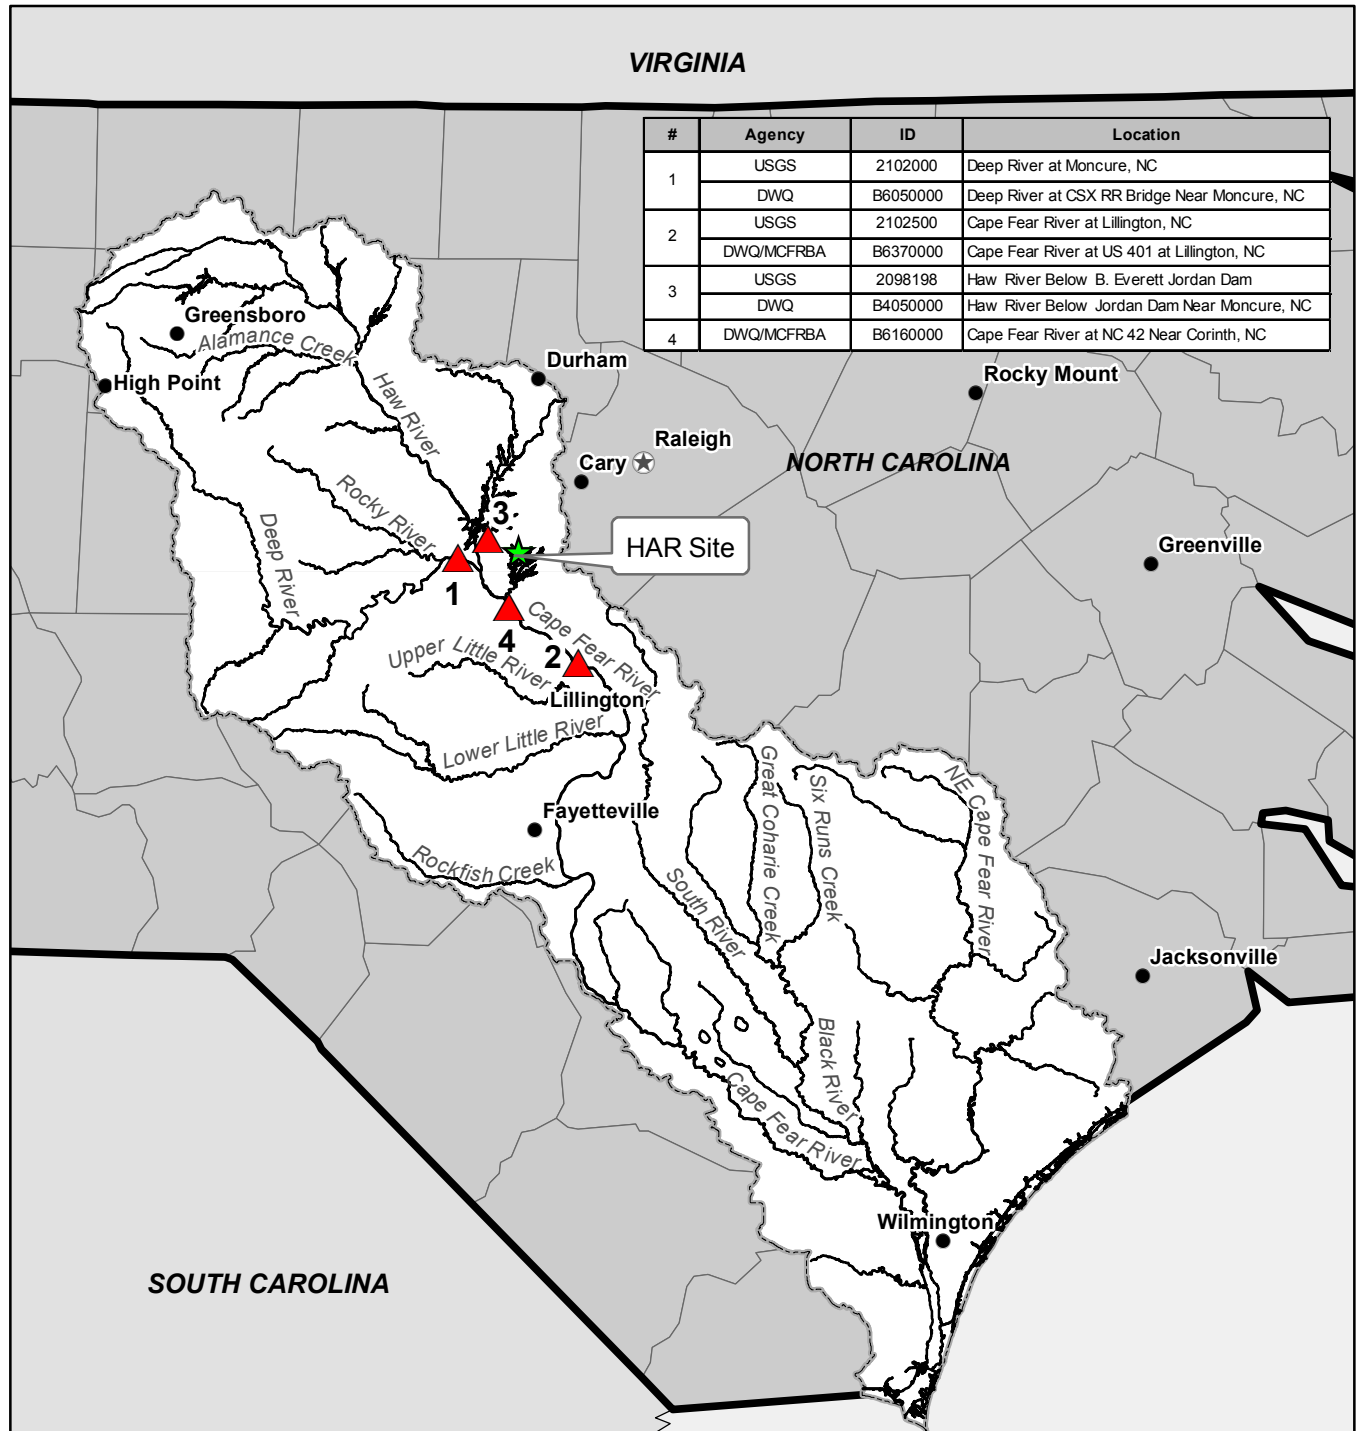 VIRGINIA
# Agency ID Location
1 USGS 2102000 Deep River at Moncure, NC
DWQ B6050000 Deep River at CSX RR Bridge Near Moncure, NC
2 USGS 2102500 Cape Fear River at Lillington, NC
DWQ/MCFRBA B6370000 Cape Fear River at US 401 at Lillington, NC
3 USGS 2098198 Haw River Below B. Everett Jordan Dam
DWQ B4050000 Haw River Below Jordan Dam Near Moncure, NC
4 DWQ/MCFRBA B6160000 Cape Fear River at NC 42 Near Corinth, NC
Greensboro
Alamance Creek
High Point
Haw River
Durham
Rocky Mount
Raleigh
Cary
NORTH CAROLINA
Rocky River
Deep River
3
HAR Site
Greenville
1
4
Cape Fear River
Upper Little River
2
Lillington
Lower Little River
Fayetteville
Rockfish Creek
Great Coharie Creek
Six Runs Creek
NE Cape Fear River
South River
Jacksonville
Black River
Cape Fear River
Wilmington
SOUTH CAROLINA